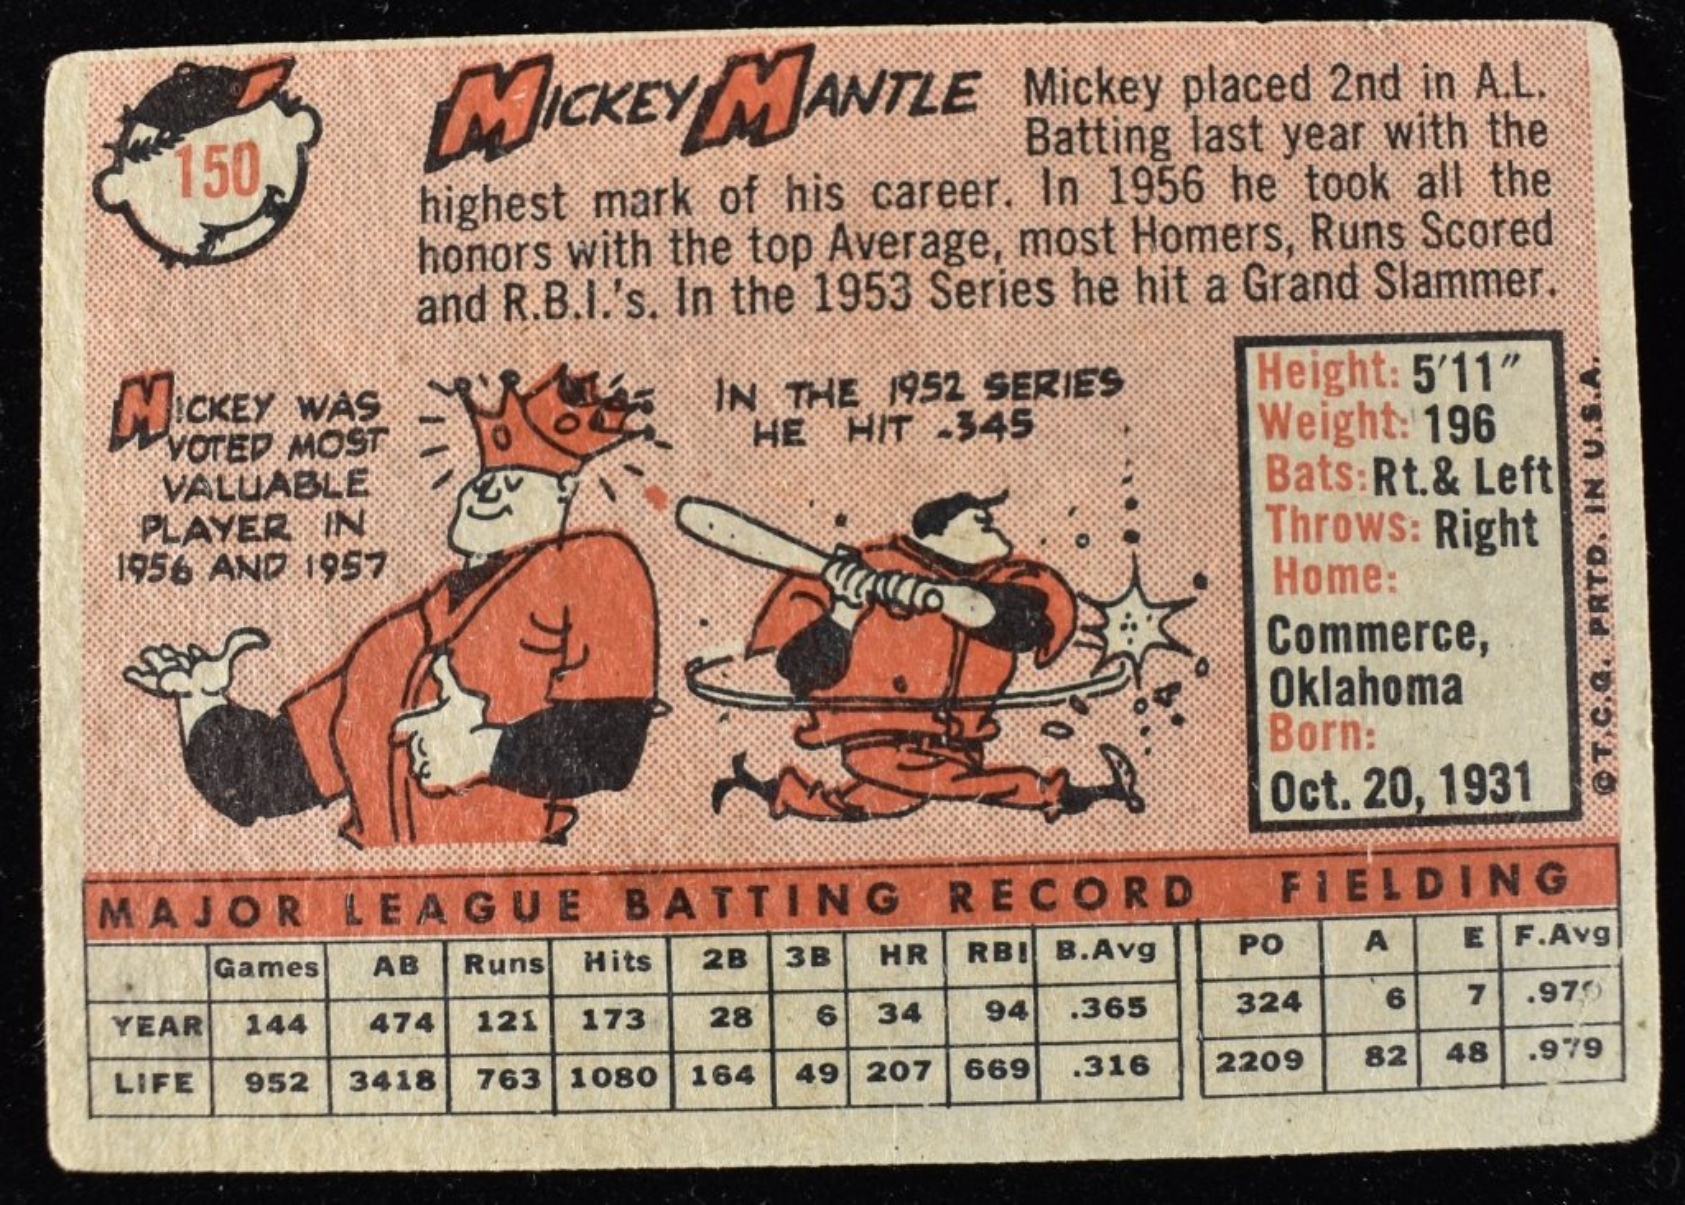 150
MICKEY MANTLE
Mickey placed 2nd in A.L.
Batting last year with the
highest mark of his career. In 1956 he took all the
honors with the top Average, most Homers, Runs Scored
and R.B.I.'s. In the 1953 Series he hit a Grand Slammer.
MICKEY WAS
VOTED MOST
VALUABLE
PLAYER IN
1956 AND 1957
IN THE 1952 SERIES
HE HIT .345
Height: 5'11"
Weight: 196
Bats: Rt. & Left
Throws: Right
Home:
Commerce,
Oklahoma
Born:
Oct. 20, 1931
©T.C.G. PRTD. IN U.S.A.
MAJOR LEAGUE BATTING RECORD FIELDING
Games AB Runs Hits 2B 3B HR RBI B.Avg PO A E F.Avg
YEAR 144 474 121 173 28 6 34 94 .365 324 6 7
LIFE 952 3418 763 1080 164 49 207 669 .316 2209 82 48 .979